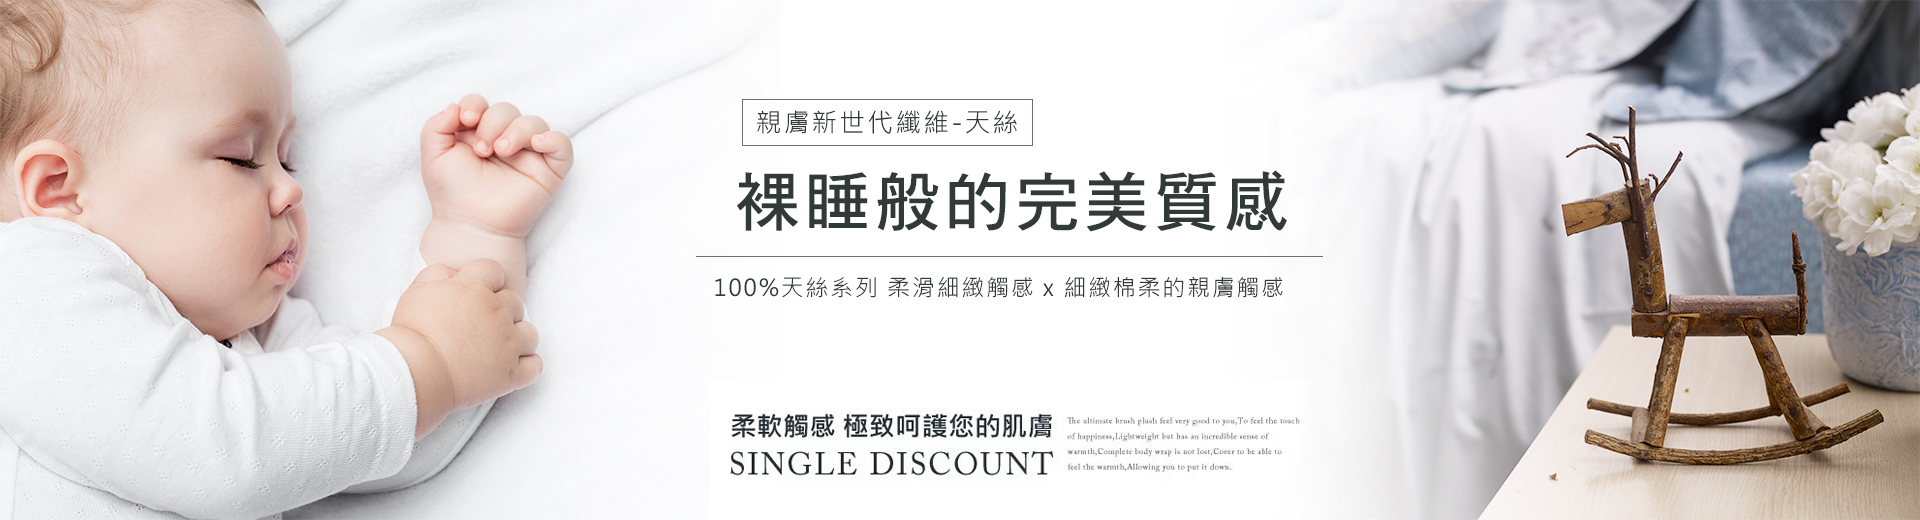 親膚新世代纖維-天絲
裸睡般的完美質感
100%天絲系列 柔滑細緻觸感 x 細緻棉柔的親膚觸感
柔軟觸感 極致呵護您的肌膚
SINGLE DISCOUNT
The ultimate brush plush feel very good to you,To feel the touch
of happiness,Lightweight but has an incredible sense of
warmth,Complete body wrap is not lost,Cover to be able to
feel the warmth,Allowing you to put it down.